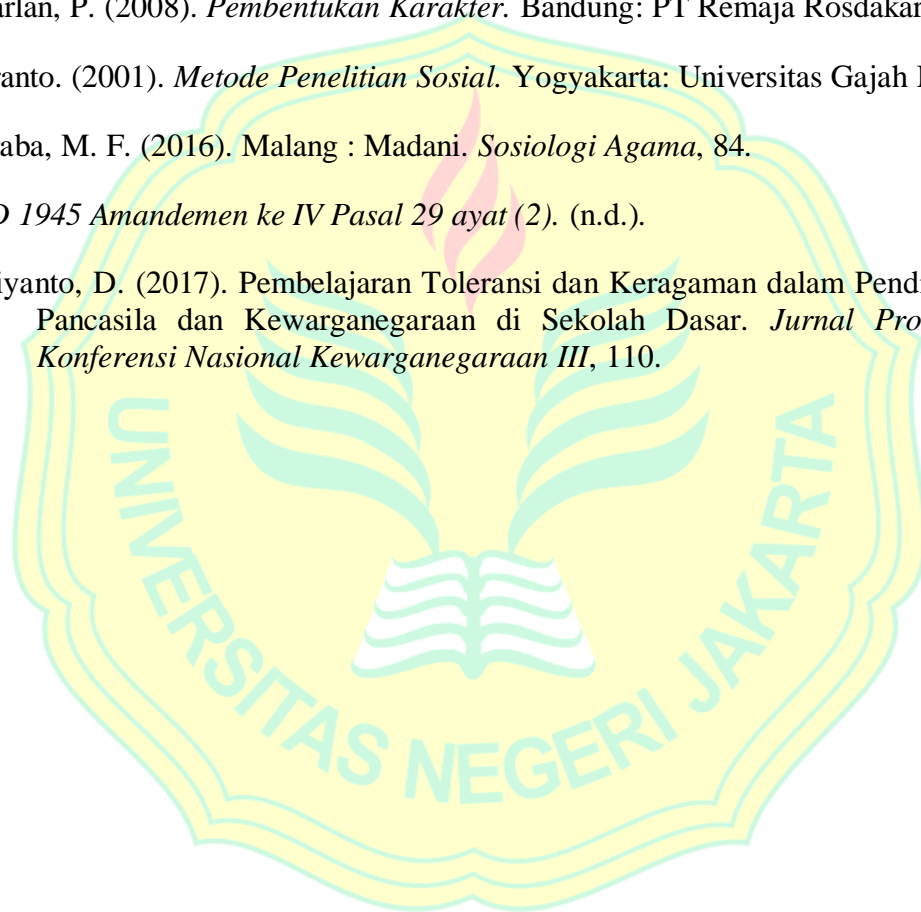 arlan, P. (2008). Pembentukan Karakter. Bandung: PT Remaja Rosdakar
ranto. (2001). Metode Penelitian Sosial. Yogyakarta: Universitas Gajah
aba, M. F. (2016). Malang : Madani. Sosiologi Agama, 84.
1945 Amandemen ke IV Pasal 29 ayat (2). (n.d.).
iyanto, D. (2017). Pembelajaran Toleransi dan Keragaman dalam Pend
Pancasila dan Kewarganegaraan di Sekolah Dasar. Jurnal Pro
Konferensi Nasional Kewarganegaraan III, 110.
UNIVERSITAS NEGERI JAKARTA